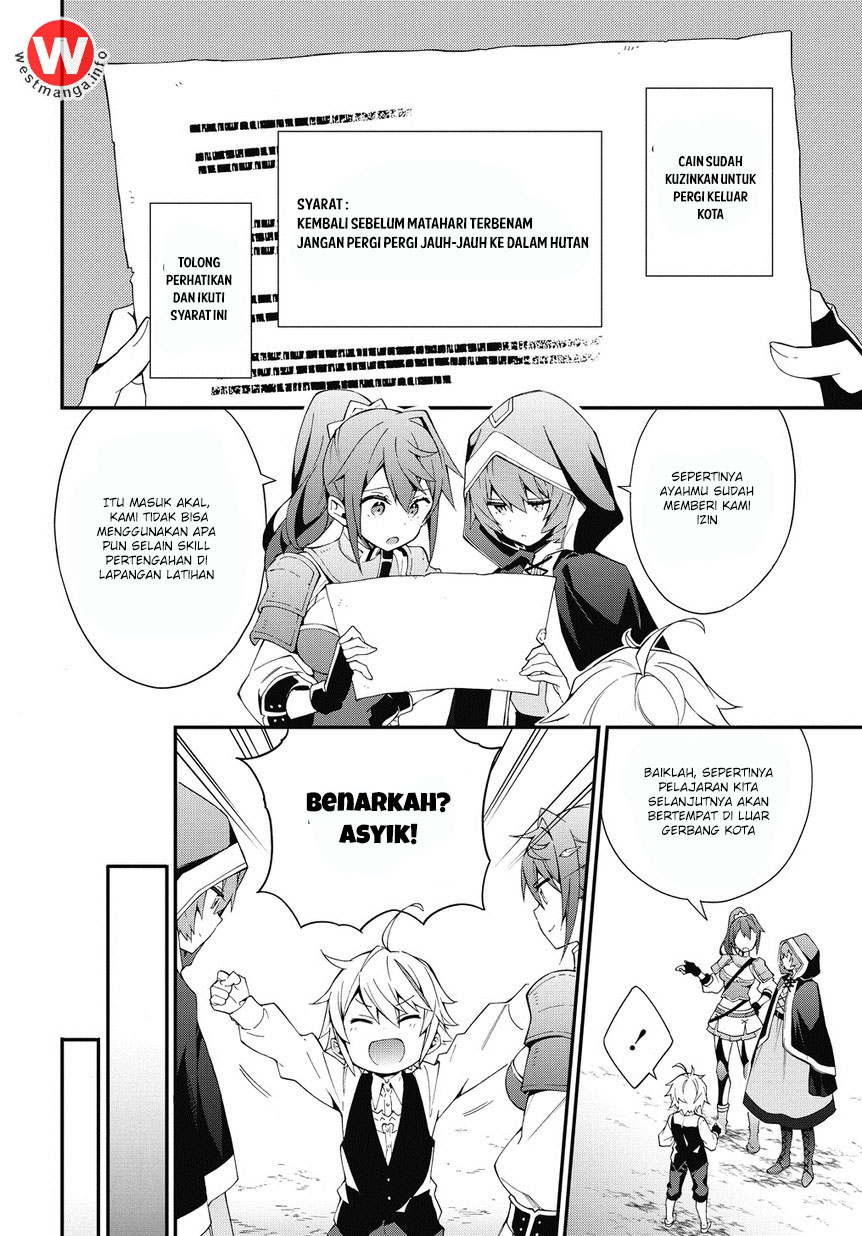 W
westmanga.info
CAIN SUDAH
KUZINKAN UNTUK
PERGI KELUAR
KOTA
SYARAT :
KEMBALI SEBELUM MATAHARI TERBENAM
JANGAN PERGI PERGI JAUH-JAUH KE DALAM HUTAN
TOLONG
PERHATIKAN
DAN IKUTI
SYARAT INI
SEPERTINYA
AYAHMU SUDAH
MEMBERI KAMI
IZIN
ITU MASUK AKAL,
KAMI TIDAK BISA
MENGGUNAKAN APA
PUN SELAIN SKILL
PERTENGAHAN DI
LAPANGAN LATIHAN
BAIKLAH, SEPERTINYA
PELAJARAN KITA
SELANJUTNYA AKAN
BERTEMPAT DI LUAR
GERBANG KOTA
!
BENARKAH?
ASYIK!